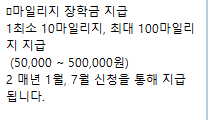 ▯마일리지 장학금 지급
1최소 10마일리지, 최대 100마일리
지 지급
(50,000 ~ 500,000원)
2 매년 1월, 7월 신청을 통해 지급
됩니다.